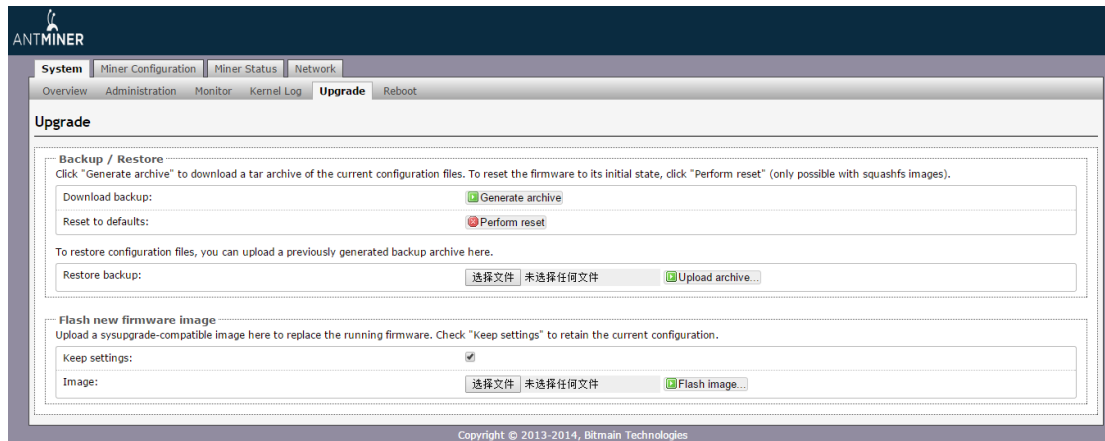 ANTMINER
System Miner Configuration Miner Status Network
Overview Administration Monitor Kernel Log Upgrade Reboot
Upgrade
Backup / Restore
Click "Generate archive" to download a tar archive of the current configuration files. To reset the firmware to its initial state, click "Perform reset" (only possible with squashfs images).
Download backup: Generate archive
Reset to defaults: Perform reset
To restore configuration files, you can upload a previously generated backup archive here.
Restore backup: 选择文件 未选择任何文件 Upload archive...
Flash new firmware image
Upload a sysupgrade-compatible image here to replace the running firmware. Check "Keep settings" to retain the current configuration.
Keep settings:
Image: 选择文件 未选择任何文件 Flash image...
Copyright © 2013-2014, Bitmain Technologies